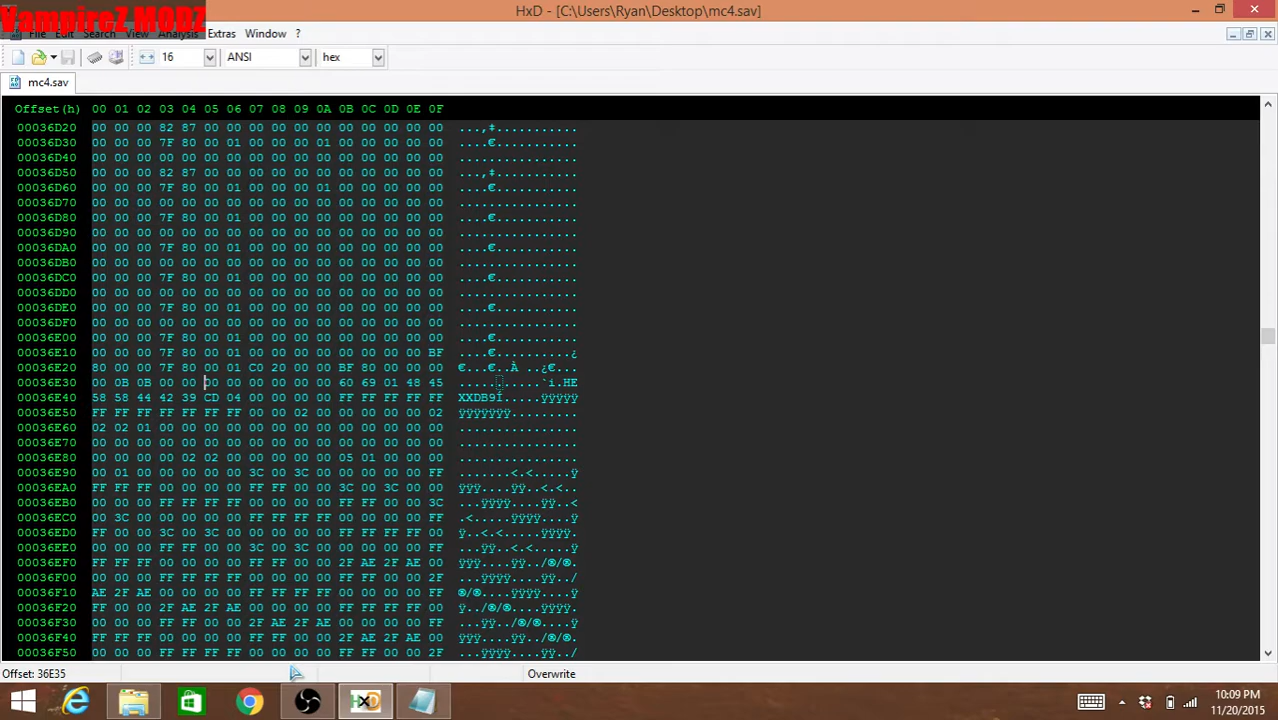 VampireZ MODZ
HxD - [C:\Users\Ryan\Desktop\mc4.sav]
File Edit Search View Analysis Extras Window ?
16 ANSI hex
mc4.sav
Offset(h) 00 01 02 03 04 05 06 07 08 09 0A 0B 0C 0D 0E 0F
00036D20 00 00 00 82 87 00 00 00 00 00 00 00 00 00 00 00 ...‚‡...........
00036D30 00 00 00 7F 80 00 01 00 00 00 01 00 00 00 00 00 ....€...........
00036D40 00 00 00 00 00 00 00 00 00 00 00 00 00 00 00 00 ................
00036D50 00 00 00 82 87 00 00 00 00 00 00 00 00 00 00 00 ...‚‡...........
00036D60 00 00 00 7F 80 00 01 00 00 00 01 00 00 00 00 00 ....€...........
00036D70 00 00 00 00 00 00 00 00 00 00 00 00 00 00 00 00 ................
00036D80 00 00 00 7F 80 00 01 00 00 00 00 00 00 00 00 00 ....€...........
00036D90 00 00 00 00 00 00 00 00 00 00 00 00 00 00 00 00 ................
00036DA0 00 00 00 7F 80 00 01 00 00 00 00 00 00 00 00 00 ....€...........
00036DB0 00 00 00 00 00 00 00 00 00 00 00 00 00 00 00 00 ................
00036DC0 00 00 00 7F 80 00 01 00 00 00 00 00 00 00 00 00 ....€...........
00036DD0 00 00 00 00 00 00 00 00 00 00 00 00 00 00 00 00 ................
00036DE0 00 00 00 7F 80 00 01 00 00 00 00 00 00 00 00 00 ....€...........
00036DF0 00 00 00 00 00 00 00 00 00 00 00 00 00 00 00 00 ................
00036E00 00 00 00 7F 80 00 01 00 00 00 00 00 00 00 00 00 ....€...........
00036E10 00 00 00 7F 80 00 01 00 00 00 00 00 00 00 00 BF ....€..........¿
00036E20 80 00 00 7F 80 00 01 C0 20 00 00 BF 80 00 00 00 €...€..À ..¿€...
00036E30 00 0B 0B 00 00 00 00 00 00 00 00 60 69 01 48 45 ...........`i.HE
00036E40 58 58 44 42 39 CD 04 00 00 00 00 FF FF FF FF FF XXDB9Í.....ÿÿÿÿÿ
00036E50 FF FF FF FF FF FF FF 00 00 02 00 00 00 00 00 02 ÿÿÿÿÿÿÿ.........
00036E60 02 02 01 00 00 00 00 00 00 00 00 00 00 00 00 00 ................
00036E70 00 00 00 00 00 00 00 00 00 00 00 00 00 00 00 00 ................
00036E80 00 00 00 00 02 02 00 00 00 00 00 05 01 00 00 00 ................
00036E90 00 01 00 00 00 00 00 3C 00 3C 00 00 00 00 00 FF .......<.<.....ÿ
00036EA0 FF FF FF 00 00 00 00 FF FF 00 00 3C 00 3C 00 00 ÿÿÿ....ÿÿ..<.<..
00036EB0 00 00 00 FF FF FF FF 00 00 00 00 FF FF 00 00 3C ...ÿÿÿÿ....ÿÿ..<
00036EC0 00 3C 00 00 00 00 00 FF FF FF FF 00 00 00 00 FF .<.....ÿÿÿÿ....ÿ
00036ED0 FF 00 00 3C 00 3C 00 00 00 00 00 FF FF FF FF 00 ÿ..<.<.....ÿÿÿÿ.
00036EE0 00 00 00 FF FF 00 00 3C 00 3C 00 00 00 00 00 FF ...ÿÿ..<.<.....ÿ
00036EF0 FF FF FF 00 00 00 00 FF FF 00 00 2F AE 2F AE 00 ÿÿÿ....ÿÿ../®/®.
00036F00 00 00 00 FF FF FF FF 00 00 00 00 FF FF 00 00 2F ...ÿÿÿÿ....ÿÿ../
00036F10 AE 2F AE 00 00 00 00 FF FF FF FF 00 00 00 00 FF ®/®....ÿÿÿÿ....ÿ
00036F20 FF 00 00 2F AE 2F AE 00 00 00 00 FF FF FF FF 00 ÿ../®/®....ÿÿÿÿ.
00036F30 00 00 00 FF FF 00 00 2F AE 2F AE 00 00 00 00 FF ...ÿÿ../®/®....ÿ
00036F40 FF FF FF 00 00 00 00 FF FF 00 00 2F AE 2F AE 00 ÿÿÿ....ÿÿ../®/®.
00036F50 00 00 00 FF FF FF FF 00 00 00 00 FF FF 00 00 2F ...ÿÿÿÿ....ÿÿ../
Offset: 36E35 Overwrite
10:09 PM
11/20/2015